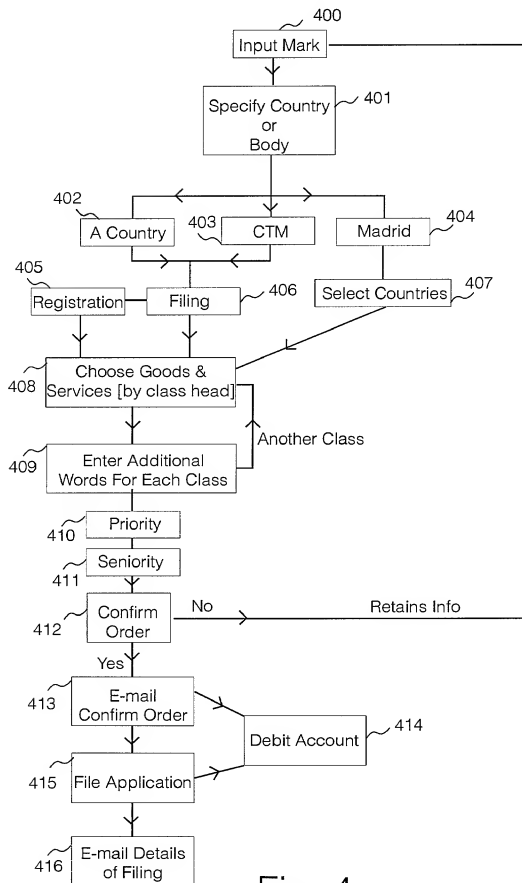 400
Input Mark
401
Specify Country
or
Body
402
A Country
403
CTM
Madrid
404
405
Registration
Filing
406
Select Countries
407
408
Choose Goods &
Services [by class head]
Another Class
409
Enter Additional
Words For Each Class
410
Priority
411
Seniority
412
Confirm
Order
No
Retains Info
Yes
413
E-mail
Confirm Order
Debit Account
414
415
File Application
416
E-mail Details
of Filing